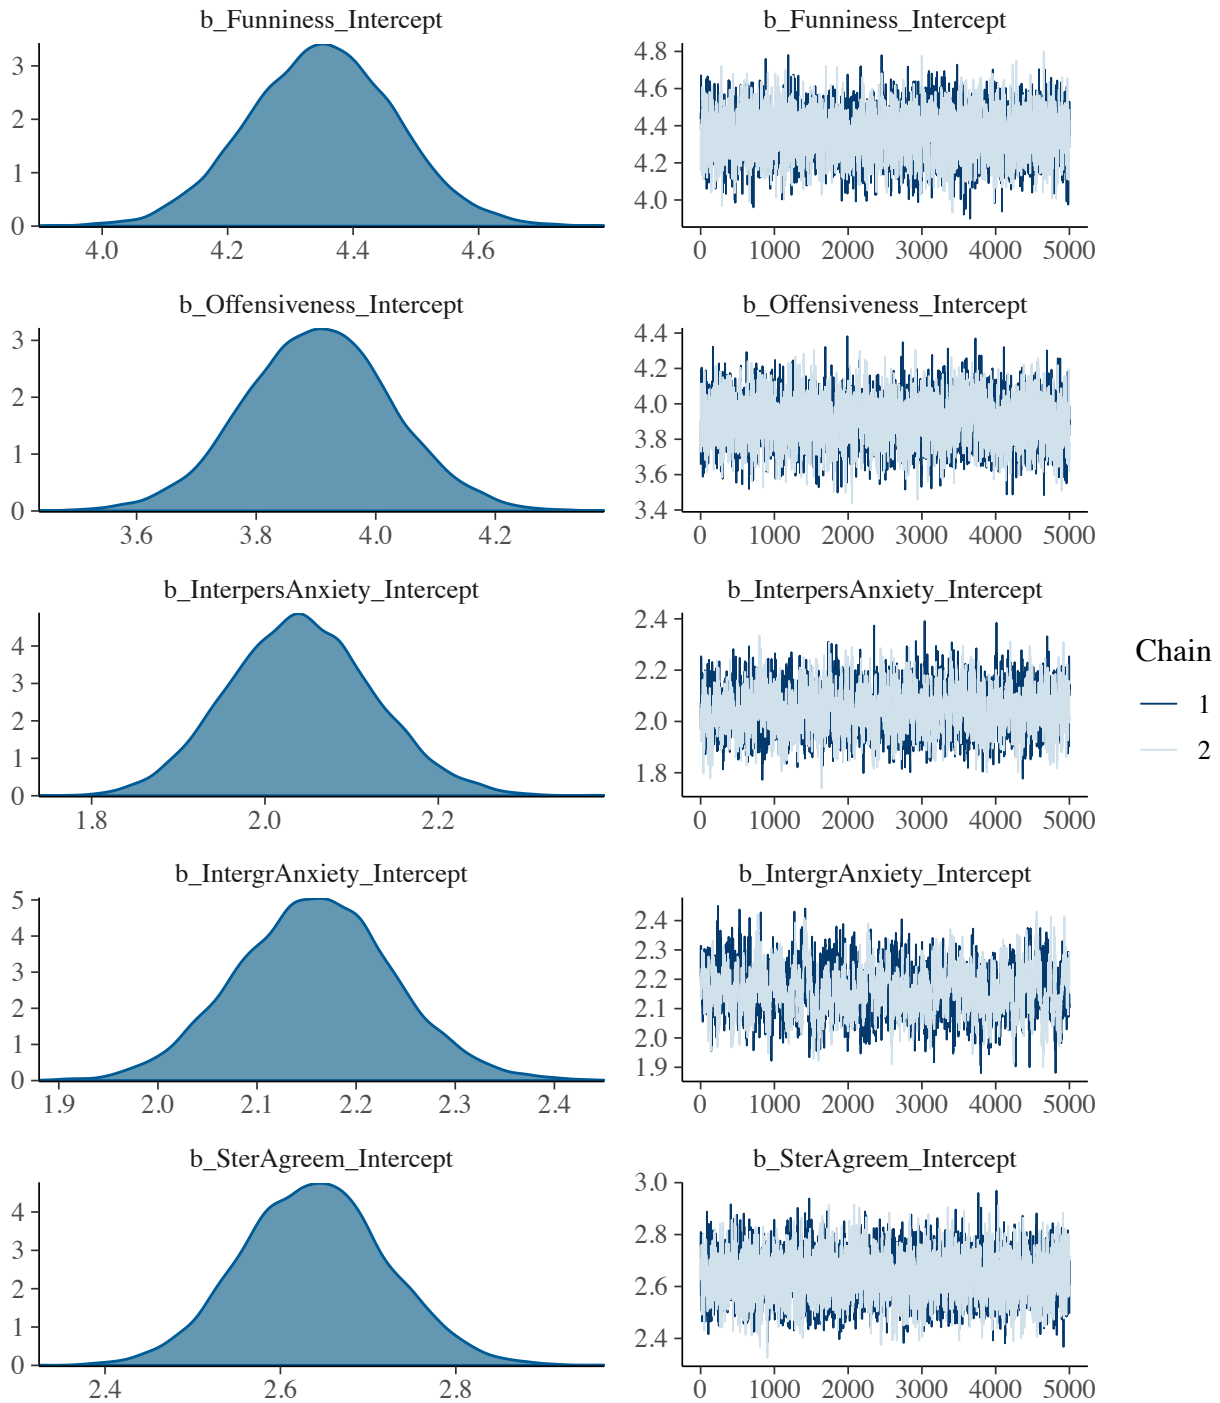 b_Funniness_Intercept
3
2
1
0
4.0 4.2 4.4 4.6
b_Funniness_Intercept
4.8
4.6
4.4
4.2
4.0
0 1000 2000 3000 4000 5000
b_Offensiveness_Intercept
3
2
1
0
3.6 3.8 4.0 4.2
b_Offensiveness_Intercept
4.4
4.2
4.0
3.8
3.6
3.4
0 1000 2000 3000 4000 5000
b_InterpersAnxiety_Intercept
4
3
2
1
0
1.8 2.0 2.2
b_InterpersAnxiety_Intercept
2.4
2.2
2.0
1.8
0 1000 2000 3000 4000 5000
b_IntergrAnxiety_Intercept
5
4
3
2
1
0
1.9 2.0 2.1 2.2 2.3 2.4
b_IntergrAnxiety_Intercept
2.4
2.3
2.2
2.1
2.0
1.9
0 1000 2000 3000 4000 5000
b_SterAgreem_Intercept
4
3
2
1
0
2.4 2.6 2.8
b_SterAgreem_Intercept
3.0
2.8
2.6
2.4
0 1000 2000 3000 4000 5000
Chain
1
2